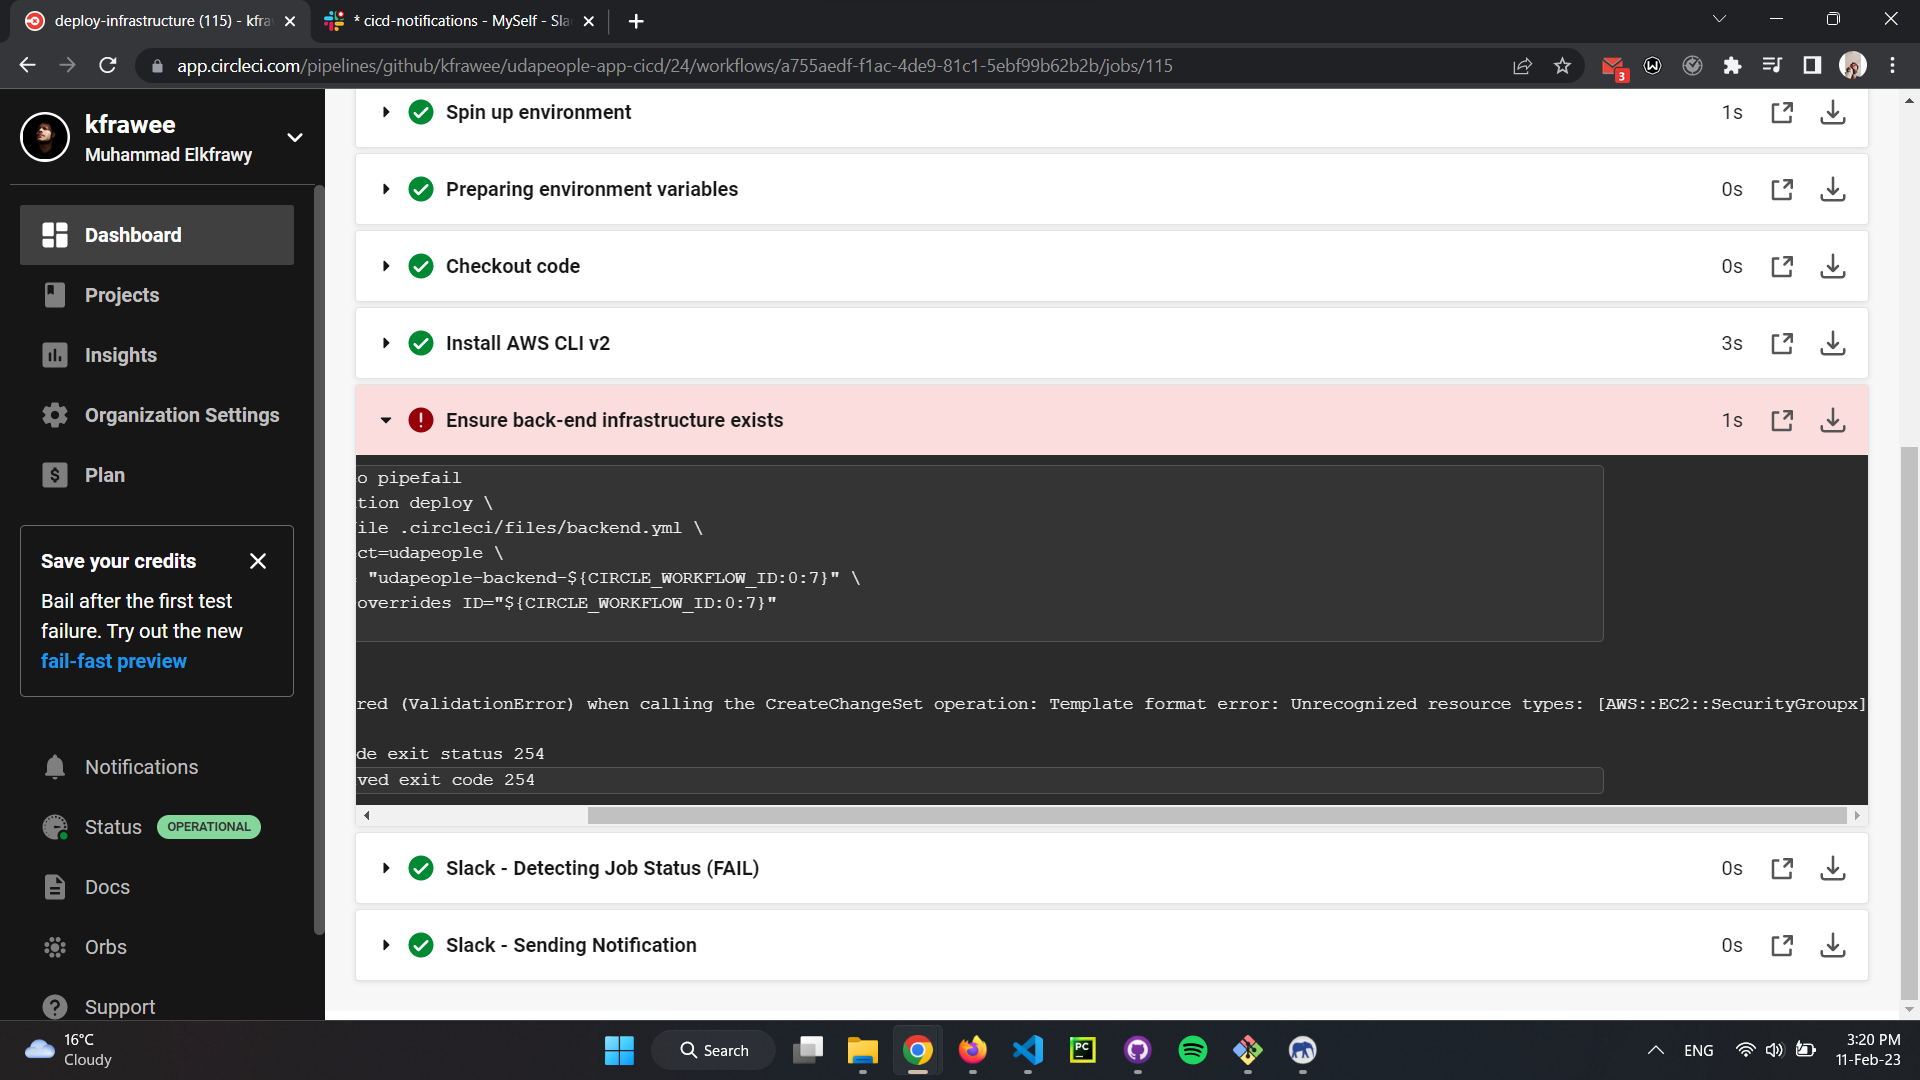 deploy-infrastructure (115) - kfra
* cicd-notifications - MySelf - Sla
app.circleci.com/pipelines/github/kfrawee/udapeople-app-cicd/24/workflows/a755aedf-f1ac-4de9-81c1-5ebf99b62b2b/jobs/115
3
kfrawee
Muhammad Elkfrawy
Dashboard
Projects
Insights
Organization Settings
Plan
Save your credits
Bail after the first test
failure. Try out the new
fail-fast preview
Notifications
Status OPERATIONAL
Docs
Orbs
Support
Spin up environment 1s
Preparing environment variables 0s
Checkout code 0s
Install AWS CLI v2 3s
Ensure back-end infrastructure exists 1s
o pipefail
tion deploy \
ile .circleci/files/backend.yml \
ct=udapeople \
"udapeople-backend-${CIRCLE_WORKFLOW_ID:0:7}" \
overrides ID="${CIRCLE_WORKFLOW_ID:0:7}"
red (ValidationError) when calling the CreateChangeSet operation: Template format error: Unrecognized resource types: [AWS::EC2::SecurityGroupx]
de exit status 254
ved exit code 254
Slack - Detecting Job Status (FAIL) 0s
Slack - Sending Notification 0s
16°C
Cloudy
Search
PC
ENG
3:20 PM
11-Feb-23